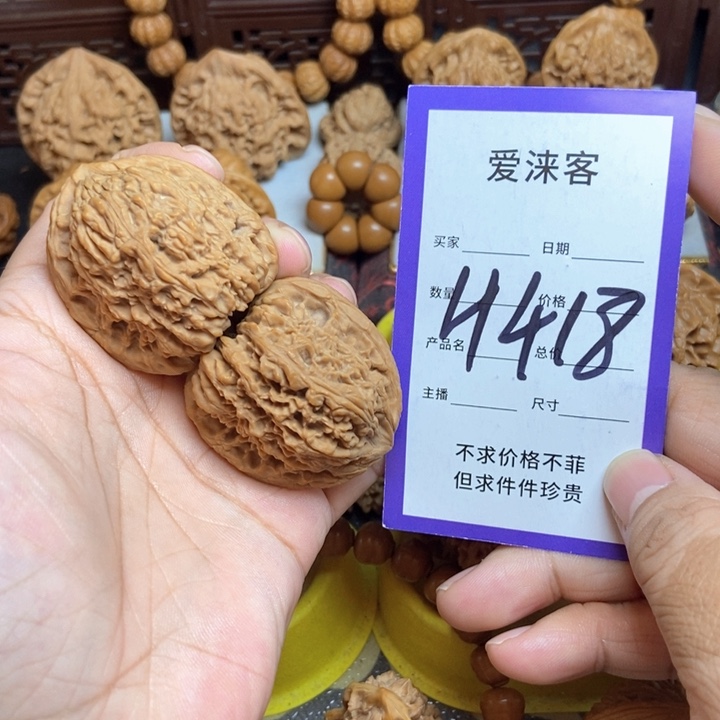 爱涞客
买家 日期
数量 价格
H418
产品名 总价
主播 尺寸
不求价格不菲
但求件件珍贵